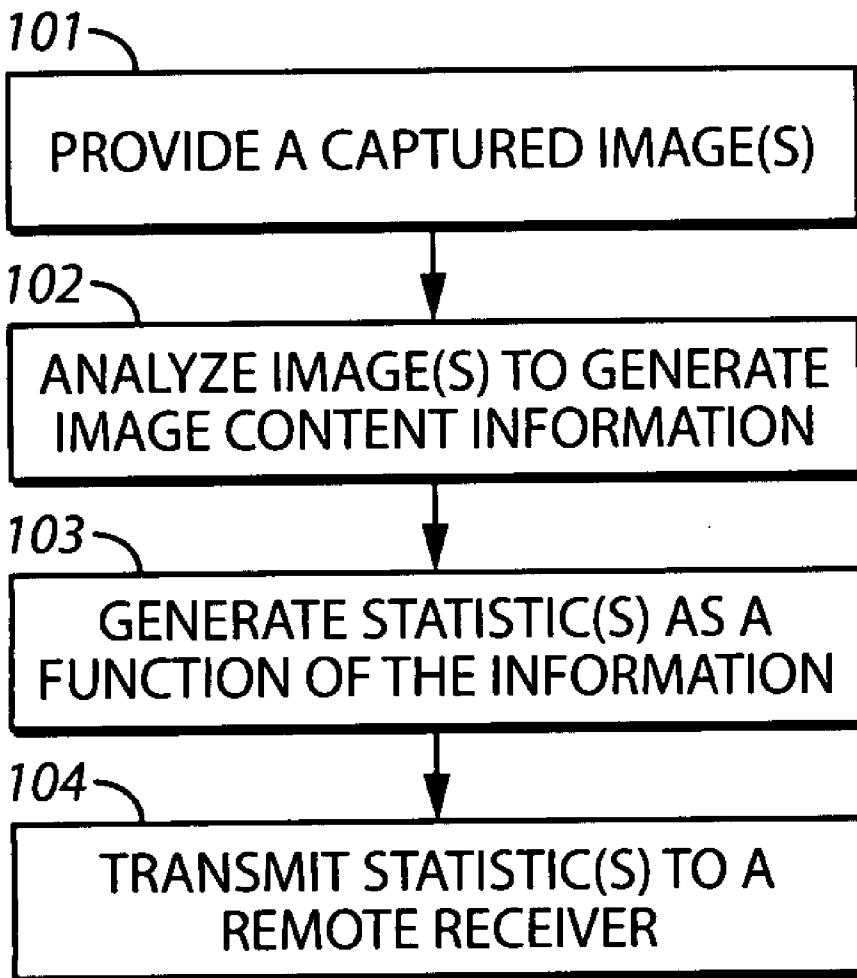 101
PROVIDE A CAPTURED IMAGE(S)
102
ANALYZE IMAGE(S) TO GENERATE
IMAGE CONTENT INFORMATION
103
GENERATE STATISTIC(S) AS A
FUNCTION OF THE INFORMATION
104
TRANSMIT STATISTIC(S) TO A
REMOTE RECEIVER